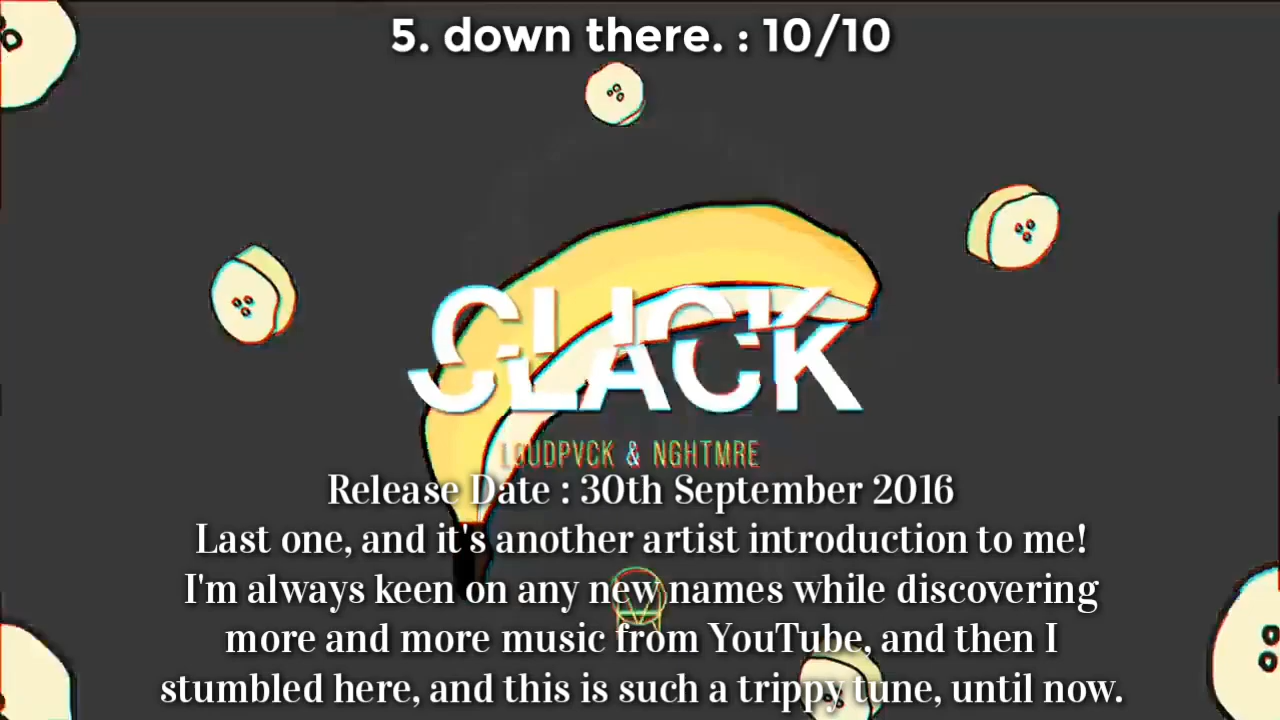 5. down there. : 10/10
CLICK
CLACK
LOUDPVCK & NGHTMRE
Release Date : 30th September 2016
Last one, and it's another artist introduction to me!
I'm always keen on any new names while discovering
more and more music from YouTube, and then I
stumbled here, and this is such a trippy tune, until now.